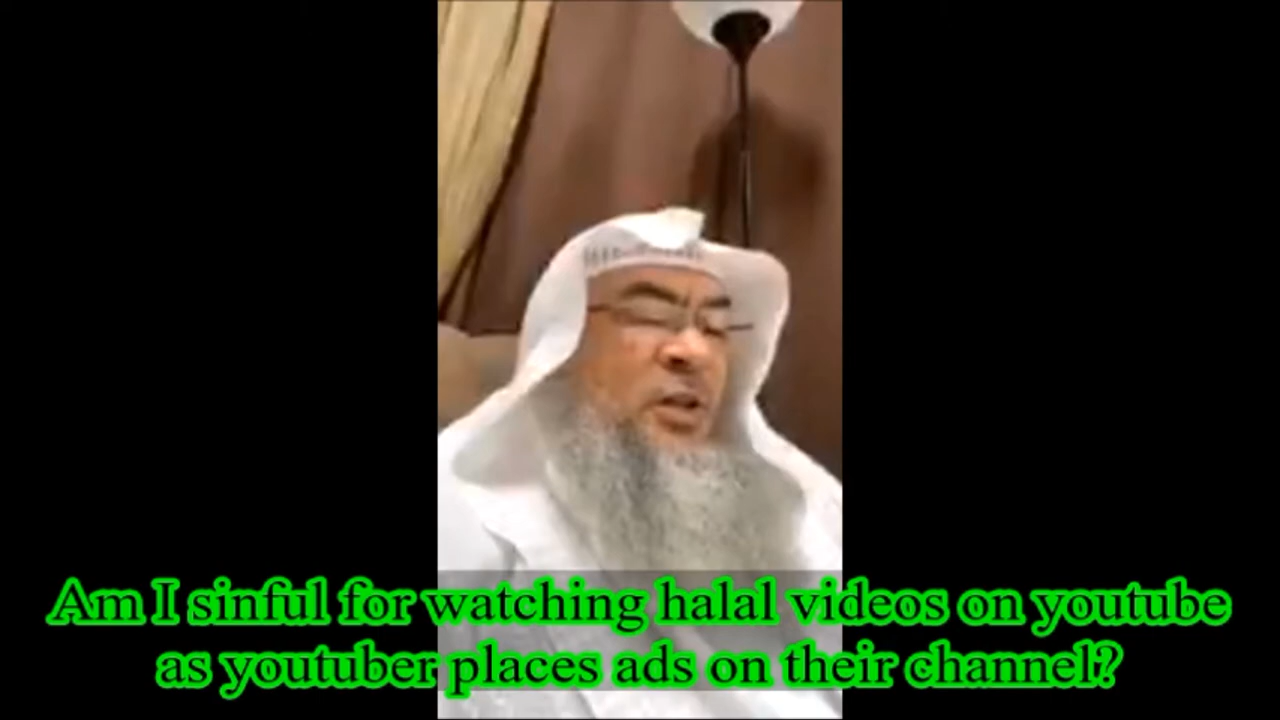 Am I sinful for watching halal videos on youtube
as youtuber places ads on their channel?